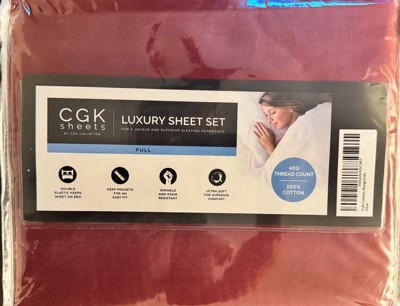 CGK
sheets
BY CGK UNLIMITED
LUXURY SHEET SET
FOR A UNIQUE AND SUPERIOR SLEEPING EXPERIENCE
FULL
DOUBLE
ELASTIC KEEPS
SHEET ON BED
DEEP POCKETS
FOR AN
EASY FIT
WRINKLE
AND STAIN
RESISTANT
ULTRA SOFT
FOR SUPERIOR
COMFORT
400
THREAD COUNT
100%
COTTON